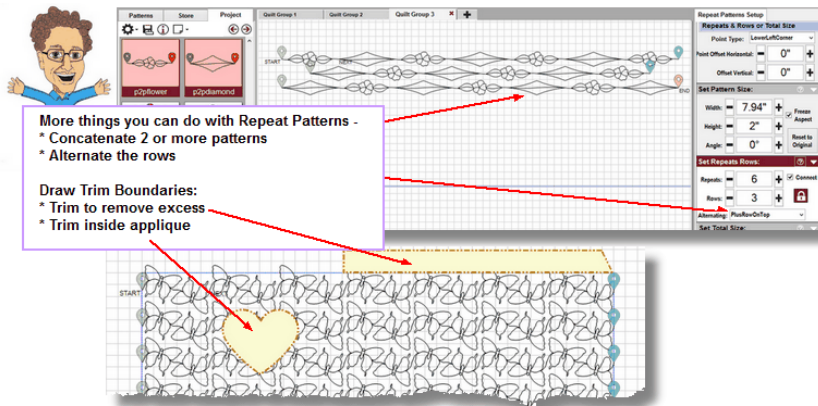 Patterns Store Project
p2pflower p2pdiamond
Quilt Group 1 Quilt Group 2 Quilt Group 3 × +
START NEXT
END
Repeat Patterns Setup
Repeats & Rows or Total Size
Point Type: LowerLeftCorner
Point Offset Horizontal: 0"
Offset Vertical: 0"
Set Pattern Size:
Width: 7.94" Freeze Aspect
Height: 2"
Angle: 0° Reset to Original
Set Repeats Rows:
Repeats: 6 Connect
Rows: 3
Alternating: PlusRowOnTop
Set Total Size:
More things you can do with Repeat Patterns -
* Concatenate 2 or more patterns
* Alternate the rows
Draw Trim Boundaries:
* Trim to remove excess
* Trim inside applique
START NEXT